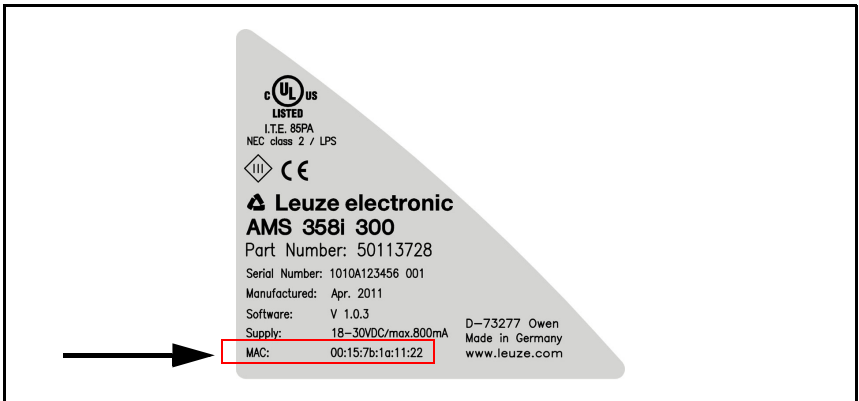 c UL US
LISTED
I.T.E. 85PA
NEC class 2 / LPS
III CE
Leuze electronic
AMS 358i 300
Part Number: 50113728
Serial Number: 1010A123456 001
Manufactured: Apr. 2011
Software: V 1.0.3
Supply: 18-30VDC/max.800mA
MAC: 00:15:7b:1a:11:22
D-73277 Owen
Made in Germany
www.leuze.com